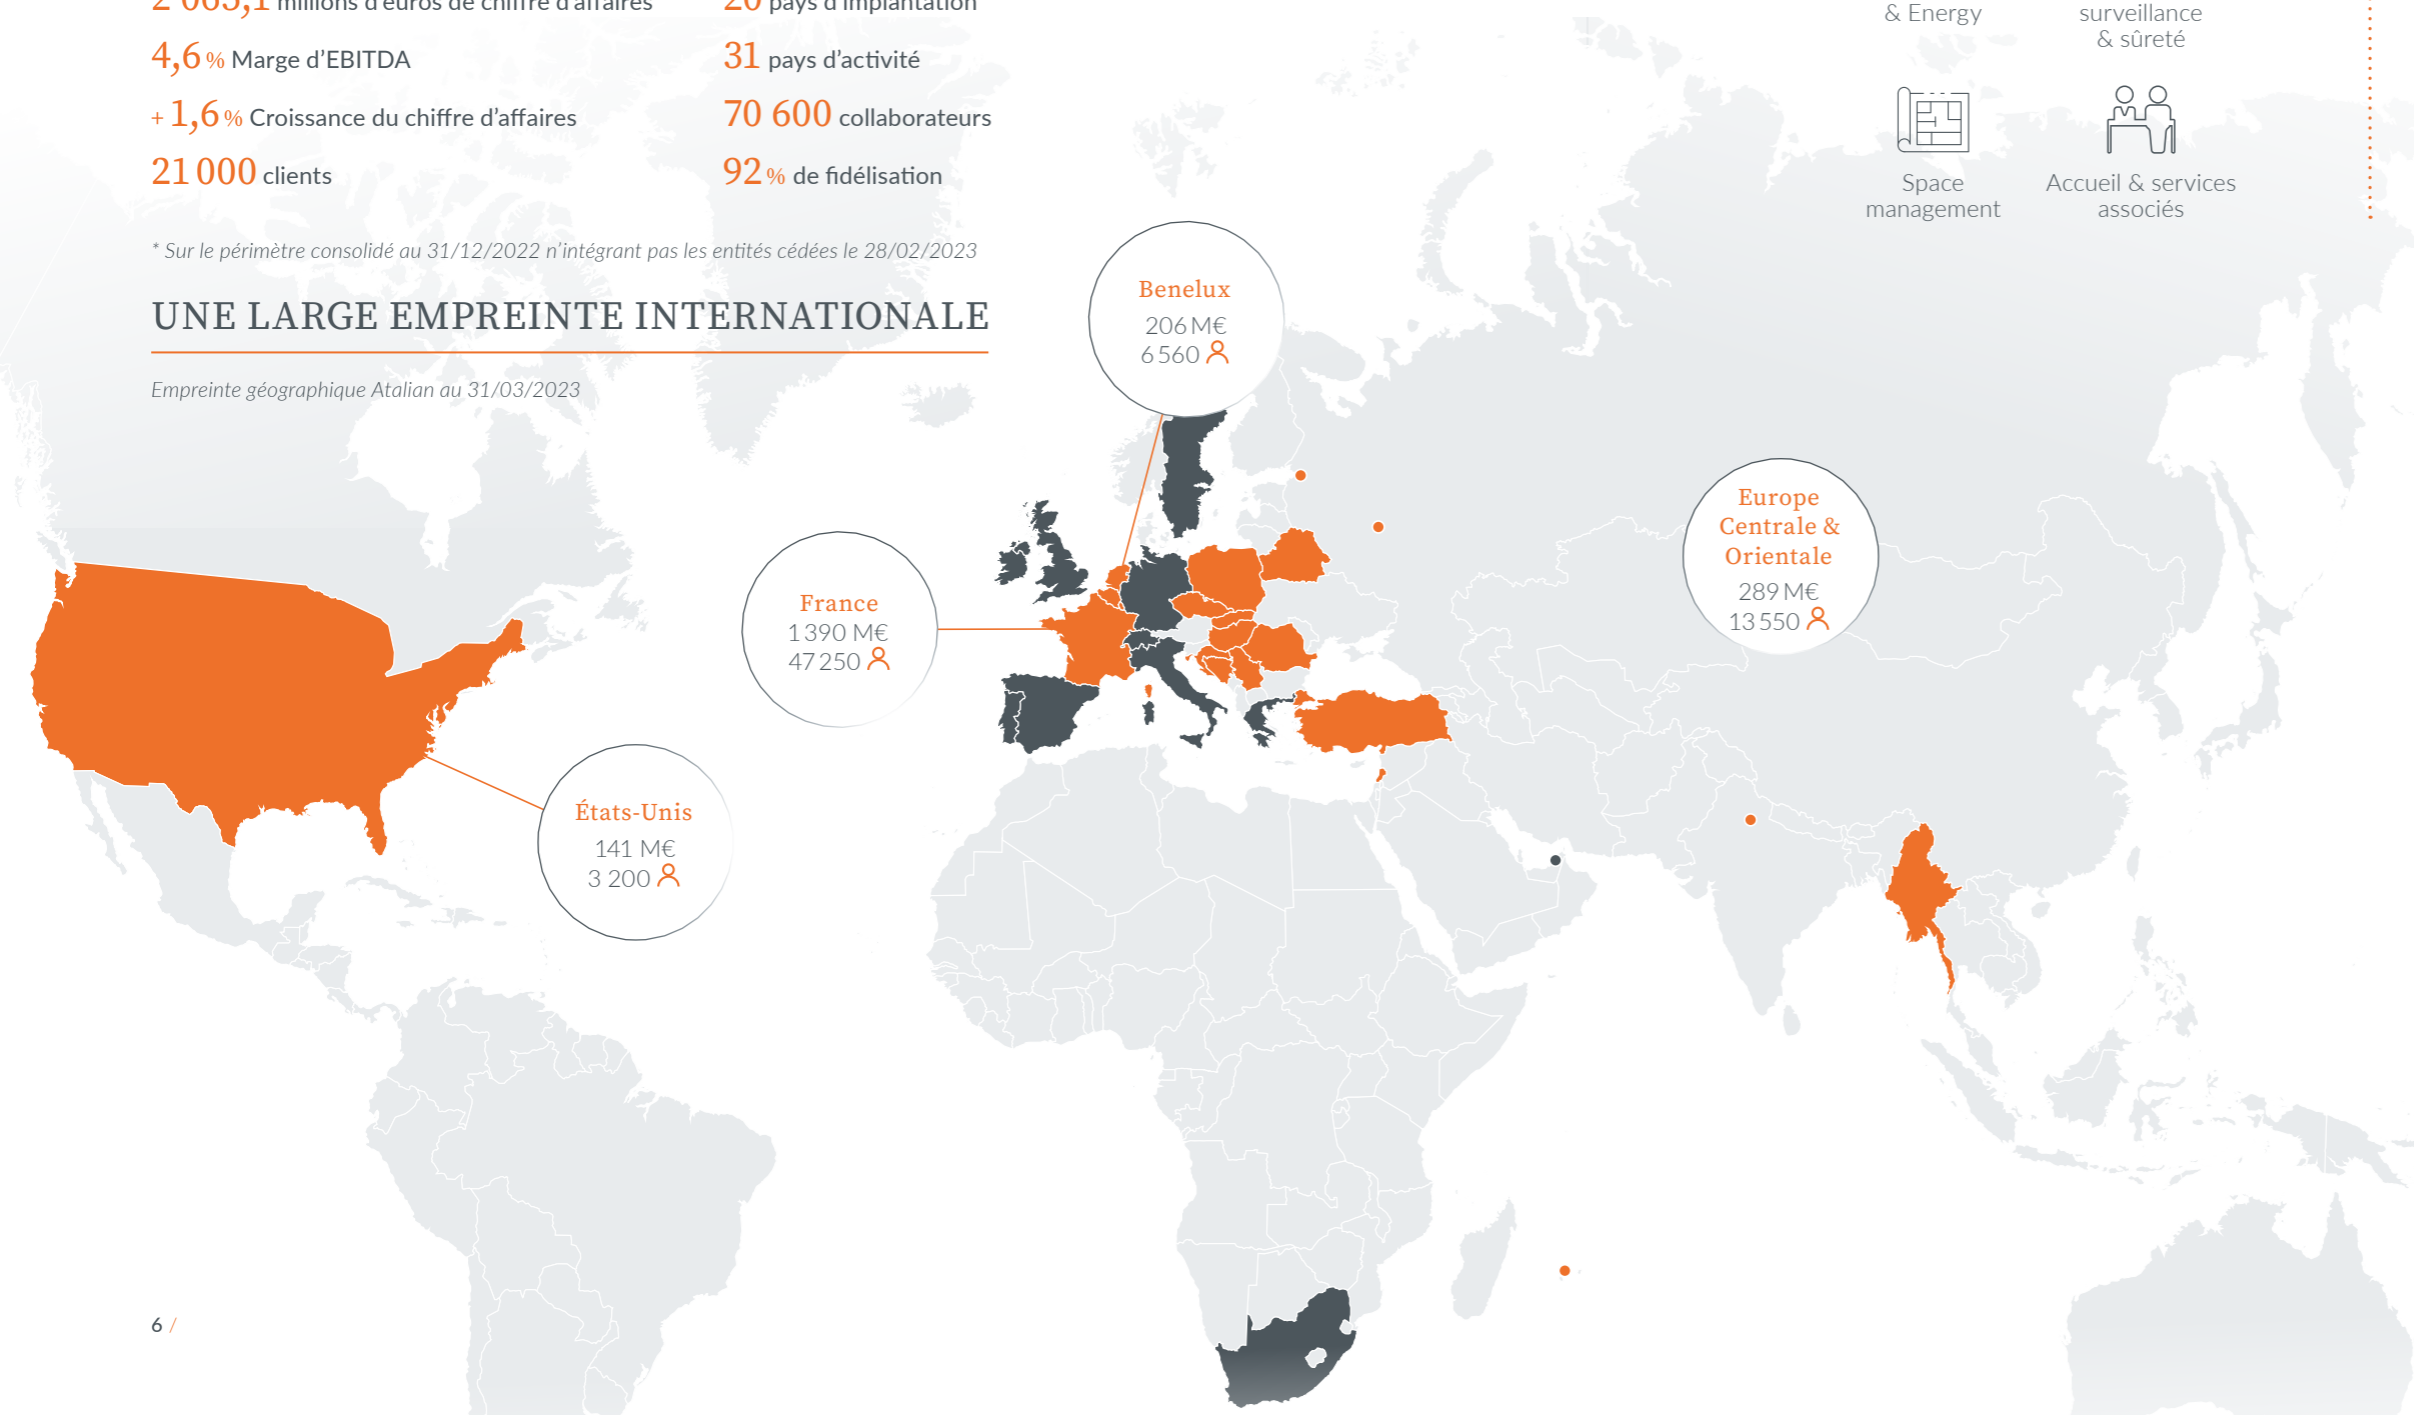 millions d'euros de chiffre d'affaires
4,6 % Marge d'EBITDA
+ 1,6 % Croissance du chiffre d'affaires
21 000 clients
pays d'implantation
31 pays d'activité
70 600 collaborateurs
92 % de fidélisation
* Sur le périmètre consolidé au 31/12/2022 n'intégrant pas les entités cédées le 28/02/2023
& Energy
surveillance
& sûreté
Space
management
Accueil & services
associés
UNE LARGE EMPREINTE INTERNATIONALE
Empreinte géographique Atalian au 31/03/2023
Benelux
206 M€
6 560
Europe
Centrale &
Orientale
289 M€
13 550
France
1 390 M€
47 250
États-Unis
141 M€
3 200
6 /